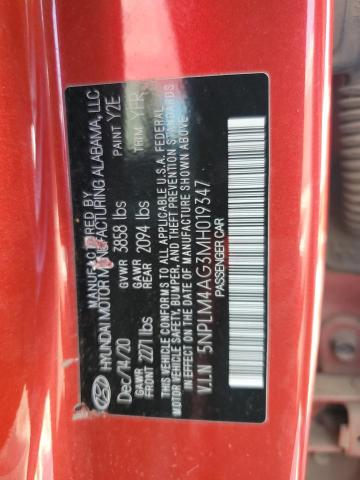 MANUFACTURED BY
HYUNDAI MOTOR MANUFACTURING ALABAMA, LLC
Dec/14/20 GVWR 3858 lbs PAINT Y2E
GAWR FRONT 2271 lbs GAWR REAR 2094 lbs TRIM YFR
THIS VEHICLE CONFORMS TO ALL APPLICABLE U.S.A. FEDERAL
MOTOR VEHICLE SAFETY, BUMPER, AND THEFT PREVENTION STANDARDS
IN EFFECT ON THE DATE OF MANUFACTURE SHOWN ABOVE.
V.I.N 5NPLM4AG3MH019347
PASSENGER CAR